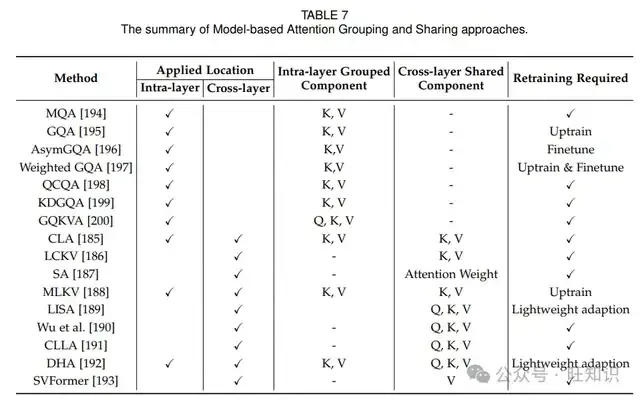 TABLE 7
The summary of Model-based Attention Grouping and Sharing approaches.
Method Applied Location Intra-layer Grouped Component Cross-layer Shared Component Retraining Required
Intra-layer Cross-layer
MQA [194] ✓ K, V - ✓
GQA [195] ✓ K, V - Uptrain
AsymGQA [196] ✓ K,V - Finetune
Weighted GQA [197] ✓ K,V - Uptrain & Finetune
QCQA [198] ✓ K, V - ✓
KDGQA [199] ✓ K, V - ✓
GQKVA [200] ✓ Q, K, V - ✓
CLA [185] ✓ ✓ K, V K, V ✓
LCKV [186] ✓ - K, V ✓
SA [187] ✓ - Attention Weight ✓
MLKV [188] ✓ ✓ K, V K, V Uptrain
LISA [189] ✓ Q, K, V Lightweight adaption
Wu et al. [190] ✓ - Q, K, V ✓
CLLA [191] ✓ - Q, K, V ✓
DHA [192] ✓ ✓ K, V Q, K, V Lightweight adaption
SVFormer [193] ✓ - V ✓
公众号 · 旺知识